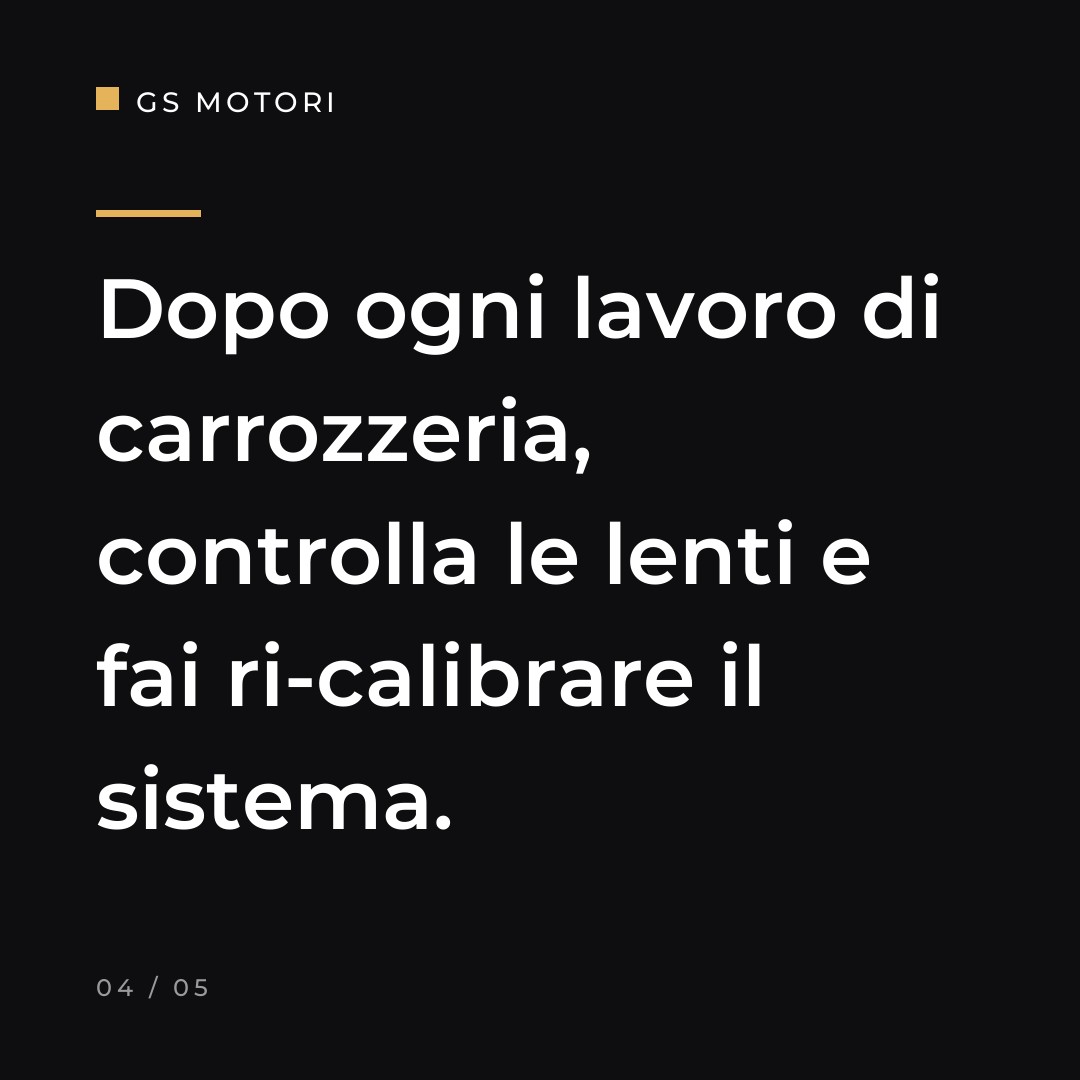 GS MOTORI
Dopo ogni lavoro di
carrozzeria,
controlla le lenti e
fai ri-calibrare il
sistema.
04 / 05